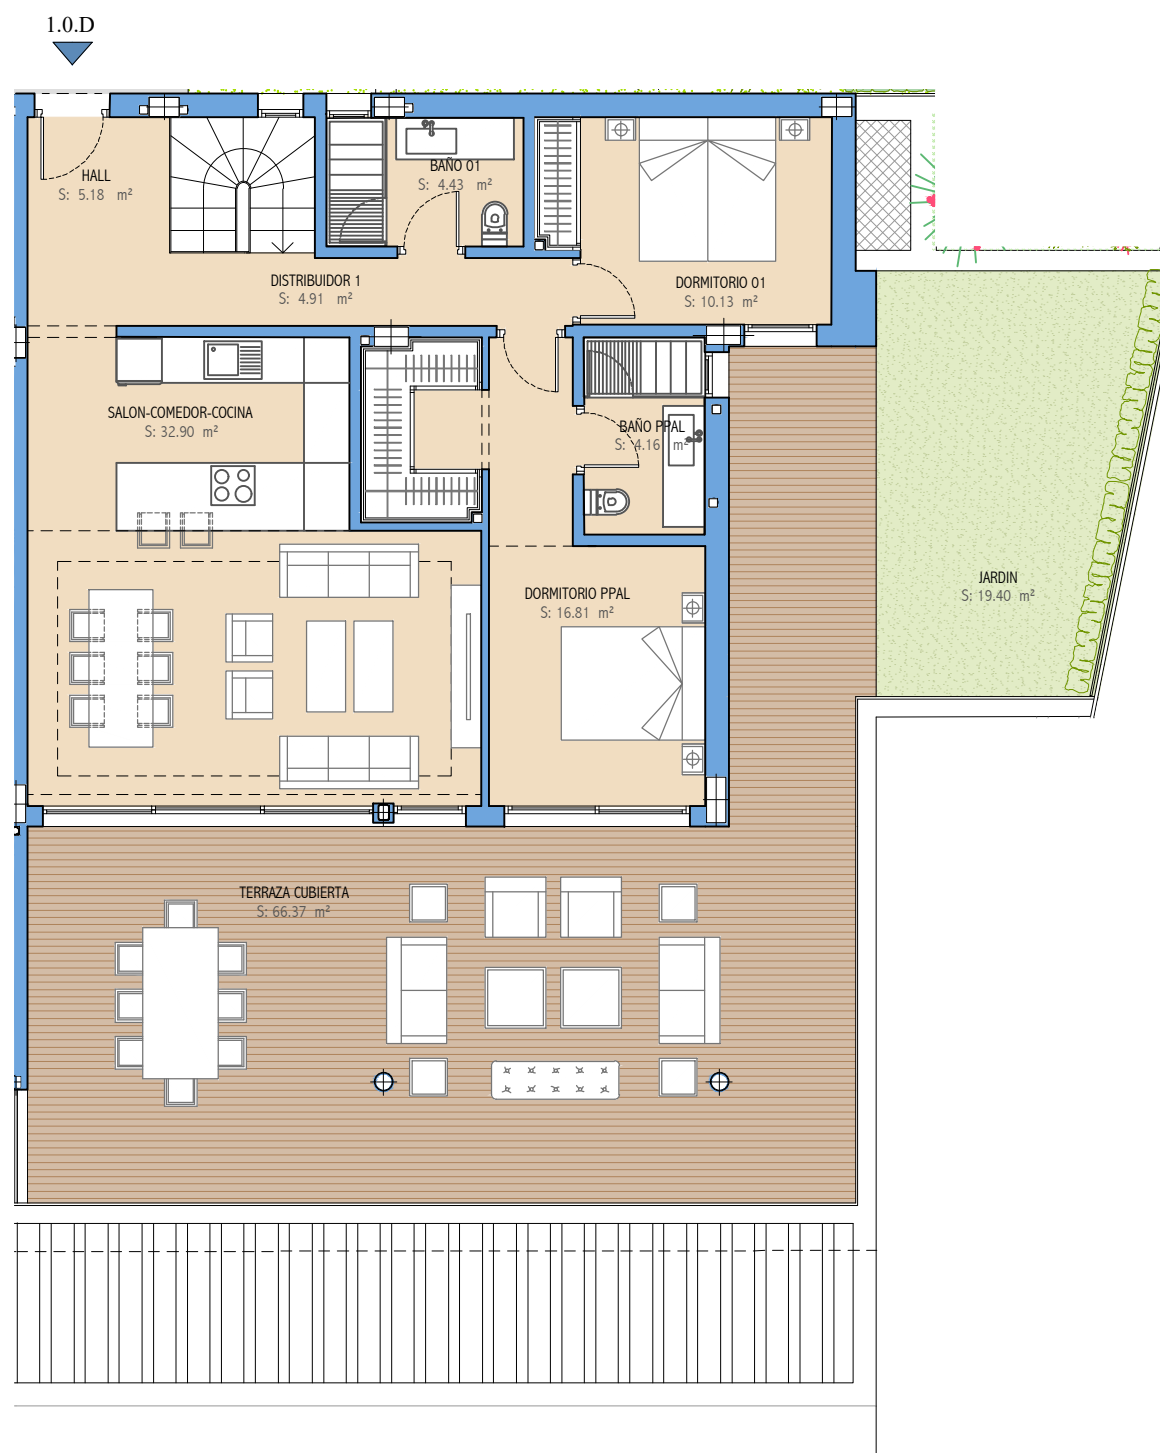 1.0.D
HALL
S: 5.18 m²
BAÑO 01
S: 4.43 m²
DISTRIBUIDOR 1
S: 4.91 m²
DORMITORIO 01
S: 10.13 m²
SALON-COMEDOR-COCINA
S: 32.90 m²
BAÑO PPAL
S: 4.16 m²
DORMITORIO PPAL
S: 16.81 m²
JARDIN
S: 19.40 m²
TERRAZA CUBIERTA
S: 66.37 m²